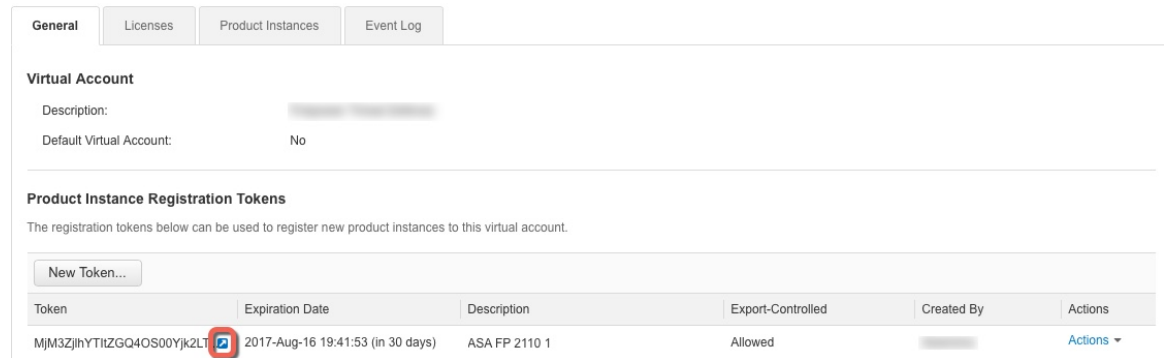 General Licenses Product Instances Event Log
Virtual Account
Description:
Default Virtual Account: No
Product Instance Registration Tokens
The registration tokens below can be used to register new product instances to this virtual account.
New Token...
Token Expiration Date Description Export-Controlled Created By Actions
2017-Aug-16 19:41:53 (in 30 days) ASA FP 2110 1 Allowed Actions